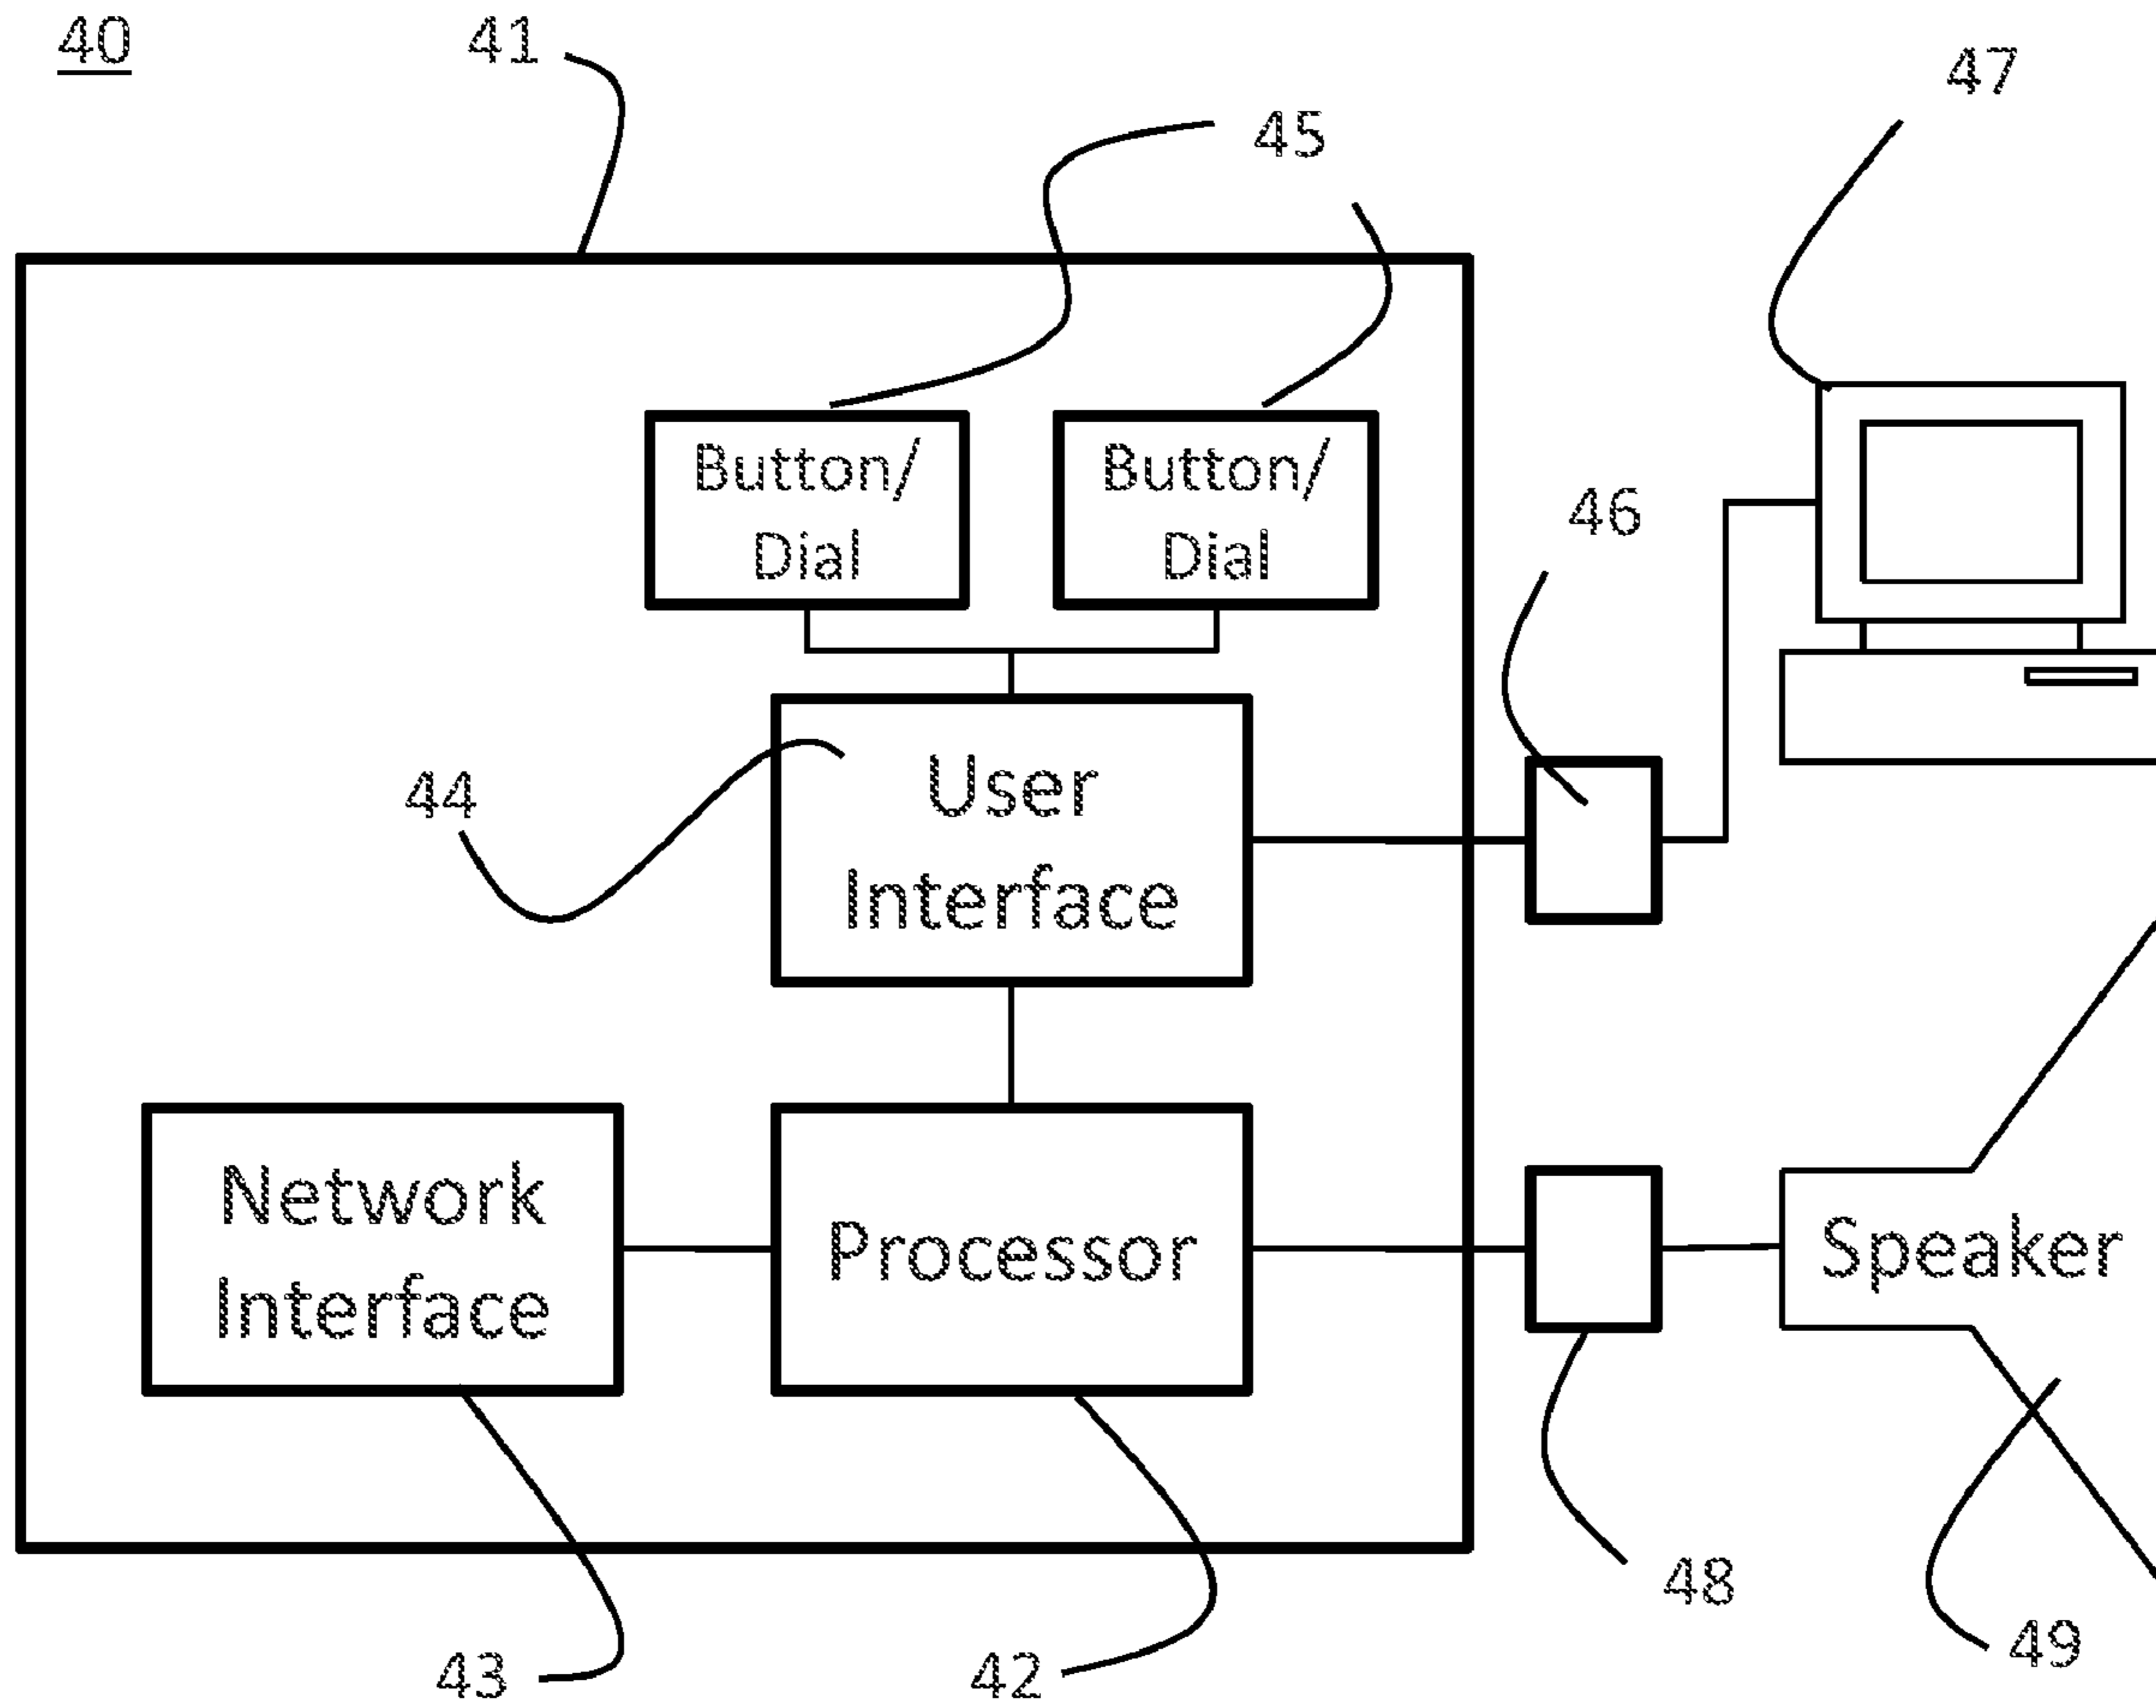 40
41
47
45
Button/
Dial
Button/
Dial
46
User
Interface
44
Network
Interface
Processor
Speaker
48
49
43
42